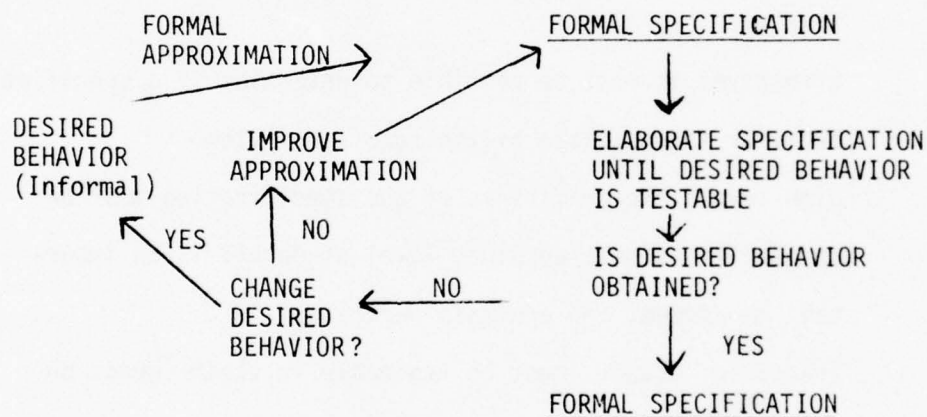 FORMAL
APPROXIMATION
FORMAL SPECIFICATION
DESIRED
BEHAVIOR
(Informal)
IMPROVE
APPROXIMATION
ELABORATE SPECIFICATION
UNTIL DESIRED BEHAVIOR
IS TESTABLE
YES
NO
IS DESIRED BEHAVIOR
OBTAINED?
NO
CHANGE
DESIRED
BEHAVIOR?
YES
FORMAL SPECIFICATION